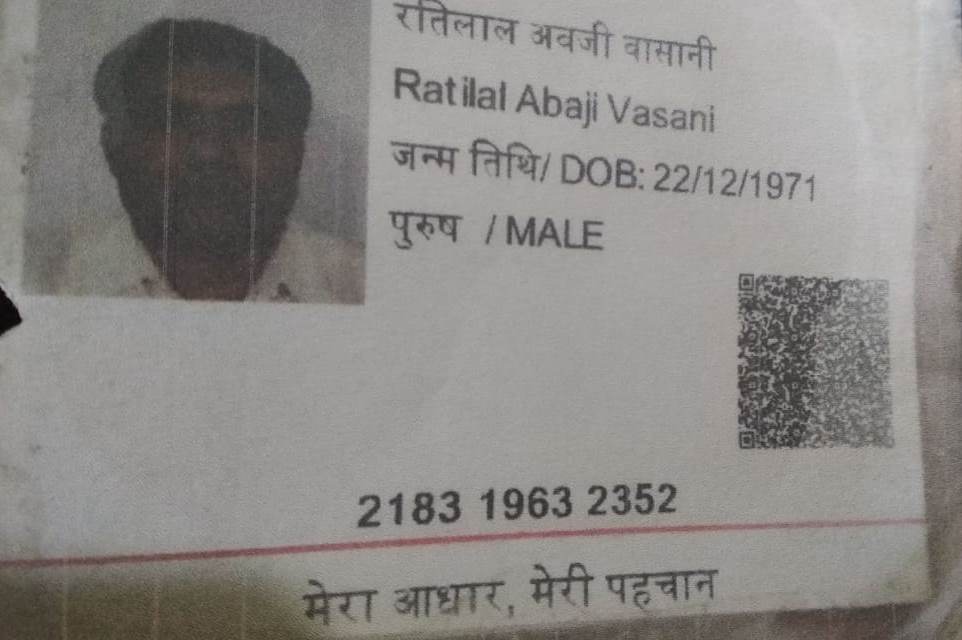 रतिलाल अवजी वासानी
Ratilal Abaji Vasani
जन्म तिथि/ DOB: 22/12/1971
पुरुष / MALE
2183 1963 2352
मेरा आधार, मेरी पहचान